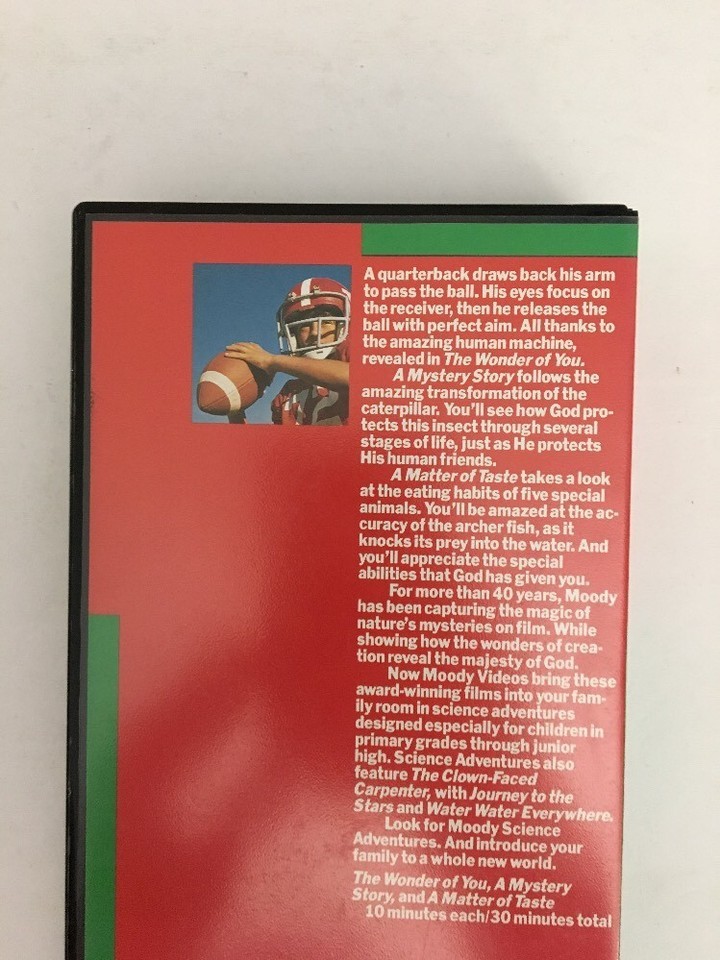 A quarterback draws back his arm
to pass the ball. His eyes focus on
the receiver, then he releases the
ball with perfect aim. All thanks to
the amazing human machine,
revealed in The Wonder of You.
A Mystery Story follows the
amazing transformation of the
caterpillar. You'll see how God pro-
tects this insect through several
stages of life, just as He protects
His human friends.
A Matter of Taste takes a look
at the eating habits of five special
animals. You'll be amazed at the ac-
curacy of the archer fish, as it
knocks its prey into the water. And
you'll appreciate the special
abilities that God has given you.
For more than 40 years, Moody
has been capturing the magic of
nature's mysteries on film. While
showing how the wonders of crea-
tion reveal the majesty of God.
Now Moody Videos bring these
award-winning films into your fam-
ily room in science adventures
designed especially for children in
primary grades through junior
high. Science Adventures also
feature The Clown-Faced
Carpenter, with Journey to the
Stars and Water Water Everywhere.
Look for Moody Science
Adventures. And introduce your
family to a whole new world.
The Wonder of You, A Mystery
Story, and A Matter of Taste
10 minutes each/30 minutes total